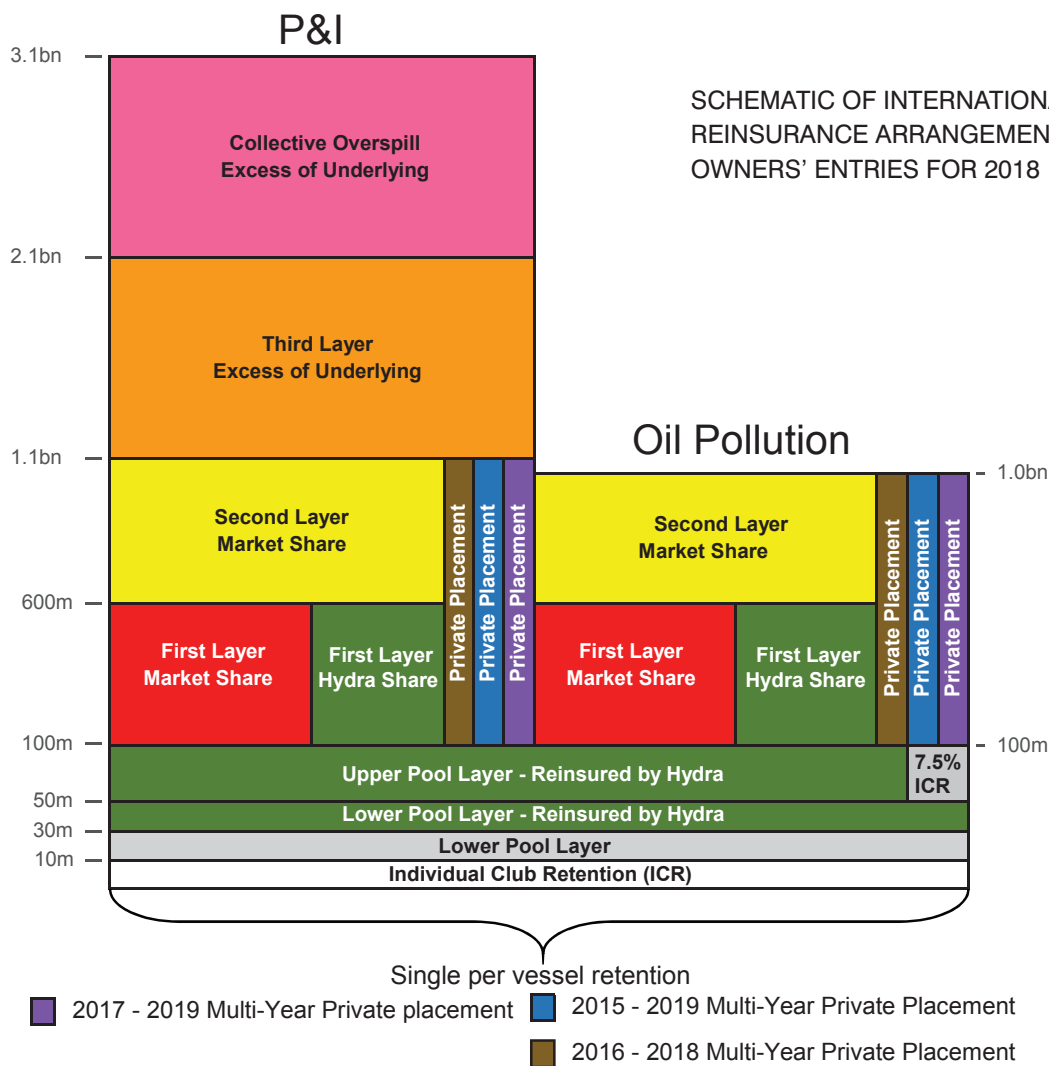 P&I
3.1bn
SCHEMATIC OF INTERNATIONA
REINSURANCE ARRANGEMEN
OWNERS' ENTRIES FOR 2018
Collective Overspill
Excess of Underlying
2.1bn
Third Layer
Excess of Underlying
Oil Pollution
1.1bn
1.0bn
Second Layer
Market Share
Private Placement
Private Placement
Private Placement
Second Layer
Market Share
Private Placement
Private Placement
Private Placement
600m
First Layer
Market Share
First Layer
Hydra Share
First Layer
Market Share
First Layer
Hydra Share
100m
100m
Upper Pool Layer - Reinsured by Hydra
7.5%
ICR
50m
Lower Pool Layer - Reinsured by Hydra
30m
Lower Pool Layer
10m
Individual Club Retention (ICR)
Single per vessel retention
2017 - 2019 Multi-Year Private placement
2015 - 2019 Multi-Year Private Placement
2016 - 2018 Multi-Year Private Placement